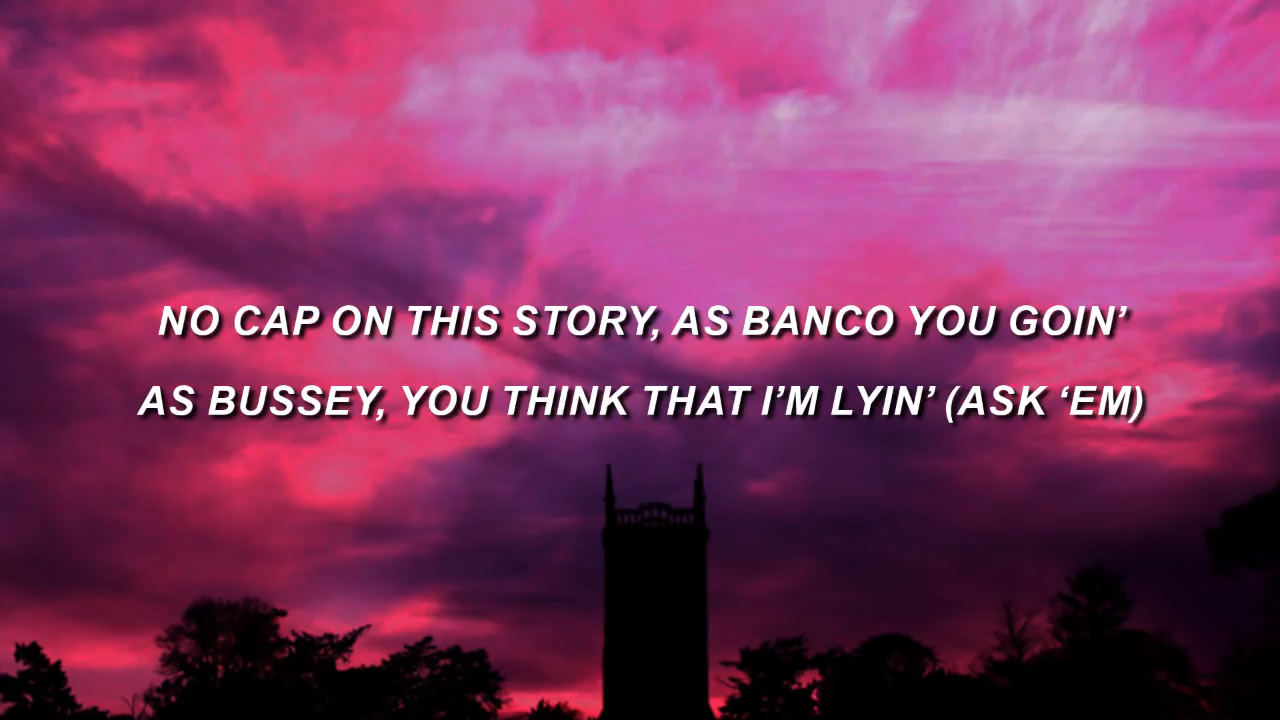 NO CAP ON THIS STORY, AS BANCO YOU GOIN’
AS BUSSEY, YOU THINK THAT I’M LYIN’ (ASK ‘EM)